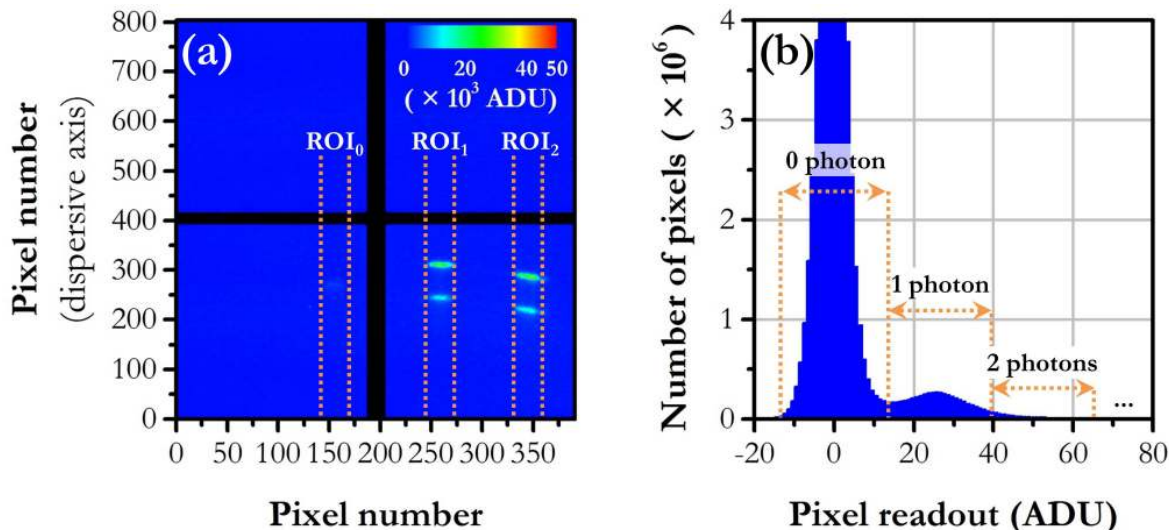 (a)
0 20 40 50
( × 10³ ADU)
ROI₀ ROI₁ ROI₂
800
700
600
500
400
300
200
100
0
0 50 100 150 200 250 300 350
Pixel number
Pixel number
(dispersive axis)
(b)
0 photon
1 photon
2 photons
...
4
3
2
1
0
-20 0 20 40 60 80
Pixel readout (ADU)
Number of pixels ( × 10⁶ )